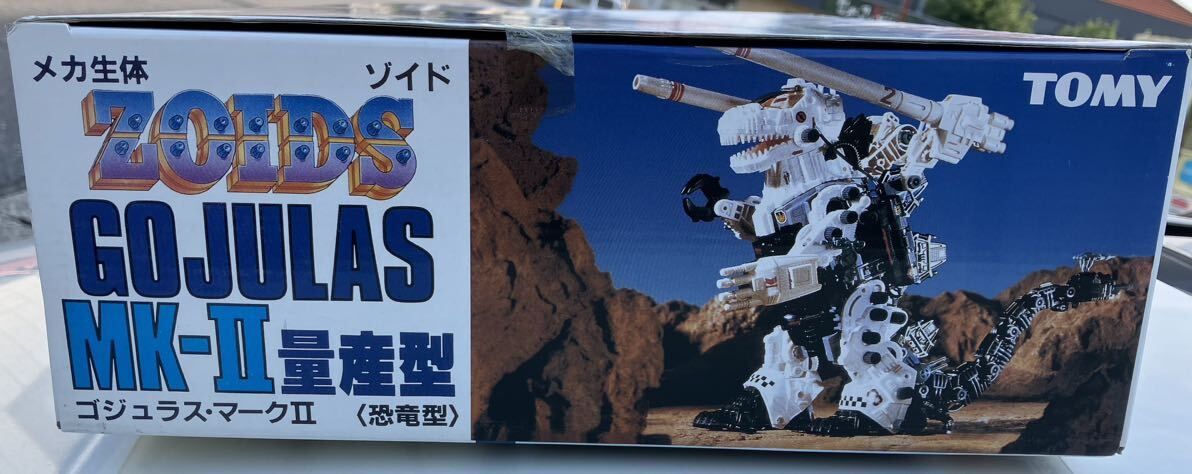 メカ生体
ゾイド
ZOIDS
GOJULAS
MK-II 量産型
ゴジュラス・マークII 〈恐竜型〉
TOMY
2